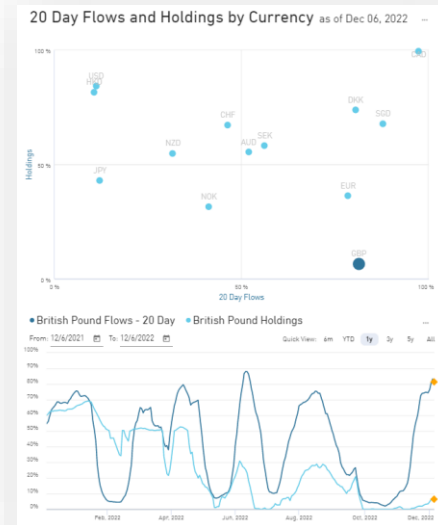 20 Day Flows and Holdings by Currency as of Dec 06, 2022 ...
100 %
CAD
USD
HKD
DKK
CHF
SGD
SEK
NZD
AUD
50 %
Holdings
JPY
EUR
NOK
GBP
0 %
0 %
50 %
100 %
20 Day Flows
British Pound Flows - 20 Day
British Pound Holdings
...
From: 12/6/2021
To: 12/6/2022
Quick View: 6m YTD 1y 3y 5y All
100%
90%
80%
70%
60%
50%
40%
30%
20%
10%
0%
Feb, 2022
Apr, 2022
Jun, 2022
Aug, 2022
Oct, 2022
Dec, 2022